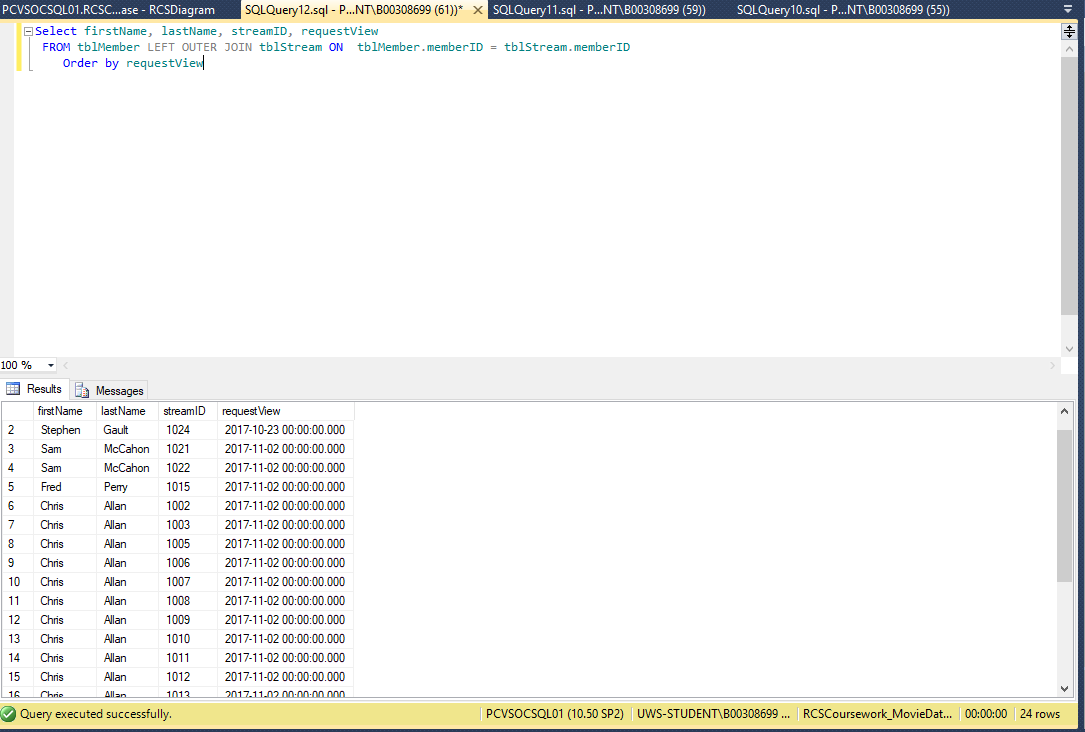 PCVSOCSQL01.RCSC...ase - RCSDiagram SQLQuery12.sql - P...NT\B00308699 (61))* SQLQuery11.sql - P...NT\B00308699 (59)) SQLQuery10.sql - P...NT\B00308699 (55))
Select firstName, lastName, streamID, requestView
FROM tblMember LEFT OUTER JOIN tblStream ON tblMember.memberID = tblStream.memberID
Order by requestView
100 %
Results Messages
firstName lastName streamID requestView
2 Stephen Gault 1024 2017-10-23 00:00:00.000
3 Sam McCahon 1021 2017-11-02 00:00:00.000
4 Sam McCahon 1022 2017-11-02 00:00:00.000
5 Fred Perry 1015 2017-11-02 00:00:00.000
6 Chris Allan 1002 2017-11-02 00:00:00.000
7 Chris Allan 1003 2017-11-02 00:00:00.000
8 Chris Allan 1005 2017-11-02 00:00:00.000
9 Chris Allan 1006 2017-11-02 00:00:00.000
10 Chris Allan 1007 2017-11-02 00:00:00.000
11 Chris Allan 1008 2017-11-02 00:00:00.000
12 Chris Allan 1009 2017-11-02 00:00:00.000
13 Chris Allan 1010 2017-11-02 00:00:00.000
14 Chris Allan 1011 2017-11-02 00:00:00.000
15 Chris Allan 1012 2017-11-02 00:00:00.000
16 Chris Allan 1013 2017-11-02 00:00:00.000
Query executed successfully. PCVSOCSQL01 (10.50 SP2) UWS-STUDENT\B00308699 ... RCSCoursework_MovieDat... 00:00:00 24 rows